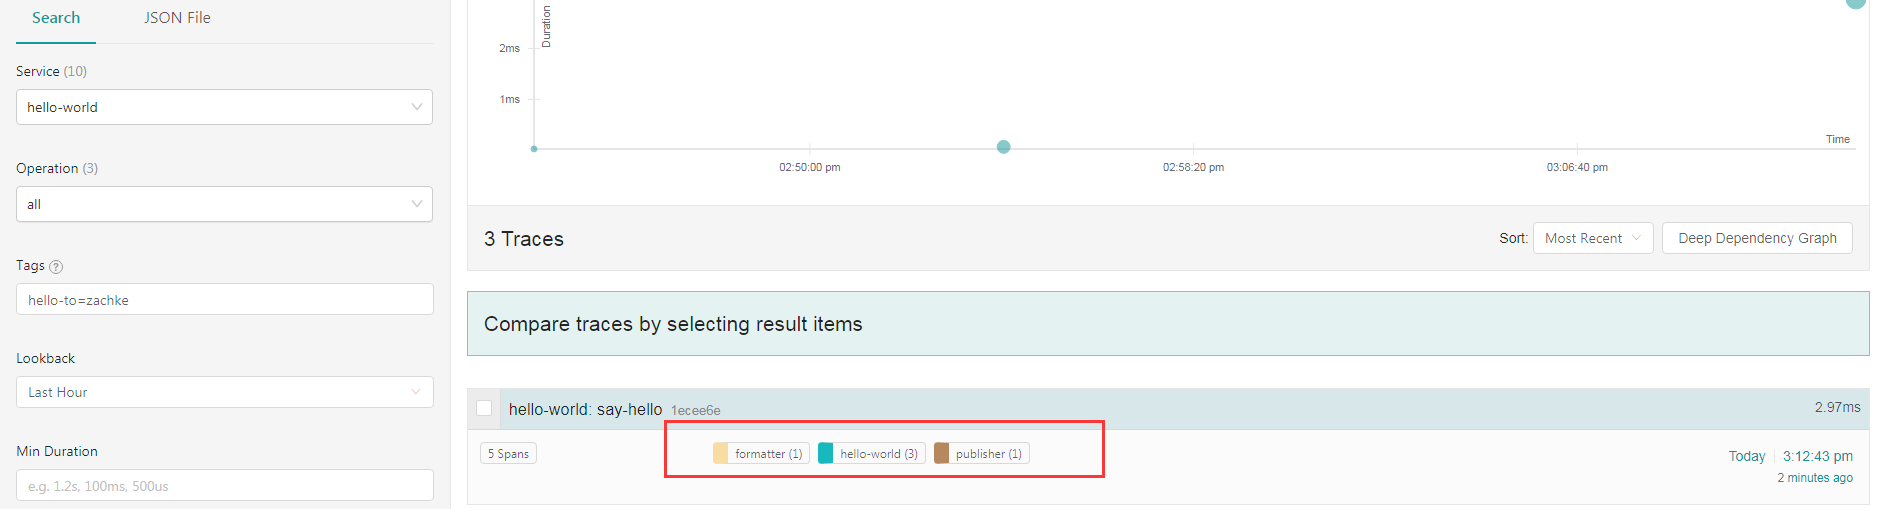 Search JSON File
Service (10)
hello-world
Operation (3)
all
Tags ?
hello-to=zachke
Lookback
Last Hour
Min Duration
e.g. 1.2s, 100ms, 500us
Duration
2ms
1ms
Time
02:50:00 pm 02:58:20 pm 03:06:40 pm
3 Traces Sort: Most Recent Deep Dependency Graph
Compare traces by selecting result items
hello-world: say-hello 1ecee6e 2.97ms
5 Spans formatter (1) hello-world (3) publisher (1) Today 3:12:43 pm
2 minutes ago